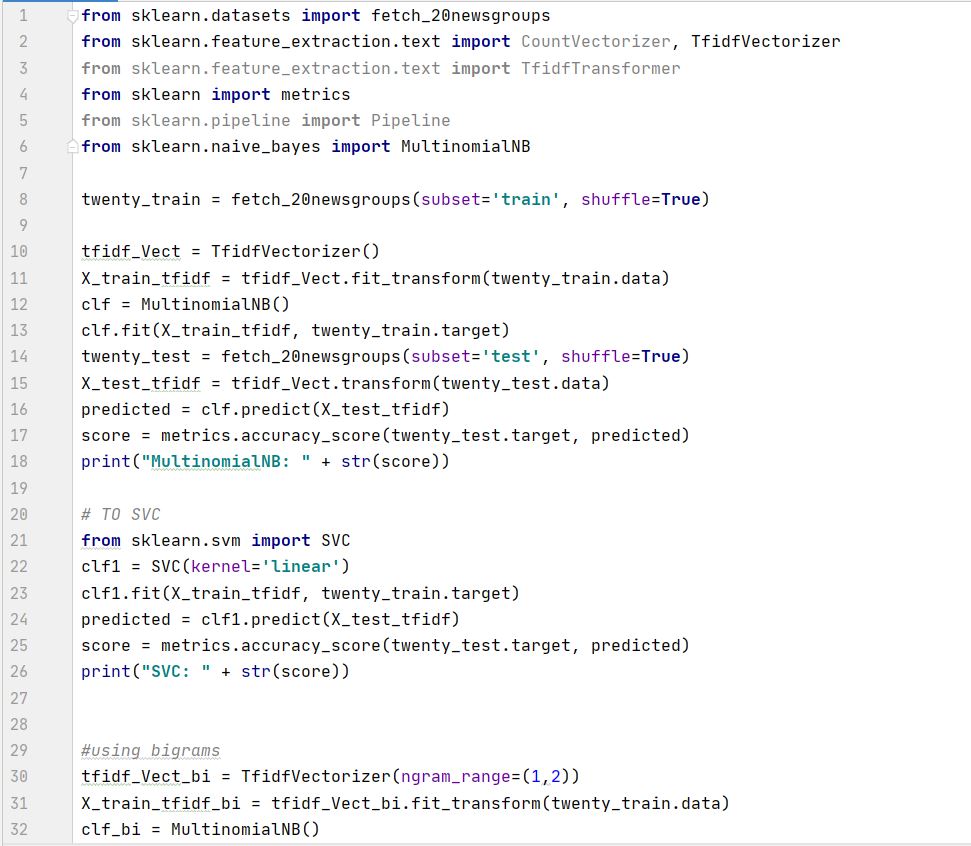 1 from sklearn.datasets import fetch_20newsgroups
2 from sklearn.feature_extraction.text import CountVectorizer, TfidfVectorizer
3 from sklearn.feature_extraction.text import TfidfTransformer
4 from sklearn import metrics
5 from sklearn.pipeline import Pipeline
6 from sklearn.naive_bayes import MultinomialNB
7
8 twenty_train = fetch_20newsgroups(subset='train', shuffle=True)
9
10 tfidf_Vect = TfidfVectorizer()
11 X_train_tfidf = tfidf_Vect.fit_transform(twenty_train.data)
12 clf = MultinomialNB()
13 clf.fit(X_train_tfidf, twenty_train.target)
14 twenty_test = fetch_20newsgroups(subset='test', shuffle=True)
15 X_test_tfidf = tfidf_Vect.transform(twenty_test.data)
16 predicted = clf.predict(X_test_tfidf)
17 score = metrics.accuracy_score(twenty_test.target, predicted)
18 print("MultinomialNB: " + str(score))
19
20 # TO SVC
21 from sklearn.svm import SVC
22 clf1 = SVC(kernel='linear')
23 clf1.fit(X_train_tfidf, twenty_train.target)
24 predicted = clf1.predict(X_test_tfidf)
25 score = metrics.accuracy_score(twenty_test.target, predicted)
26 print("SVC: " + str(score))
27
28
29 #using bigrams
30 tfidf_Vect_bi = TfidfVectorizer(ngram_range=(1,2))
31 X_train_tfidf_bi = tfidf_Vect_bi.fit_transform(twenty_train.data)
32 clf_bi = MultinomialNB()